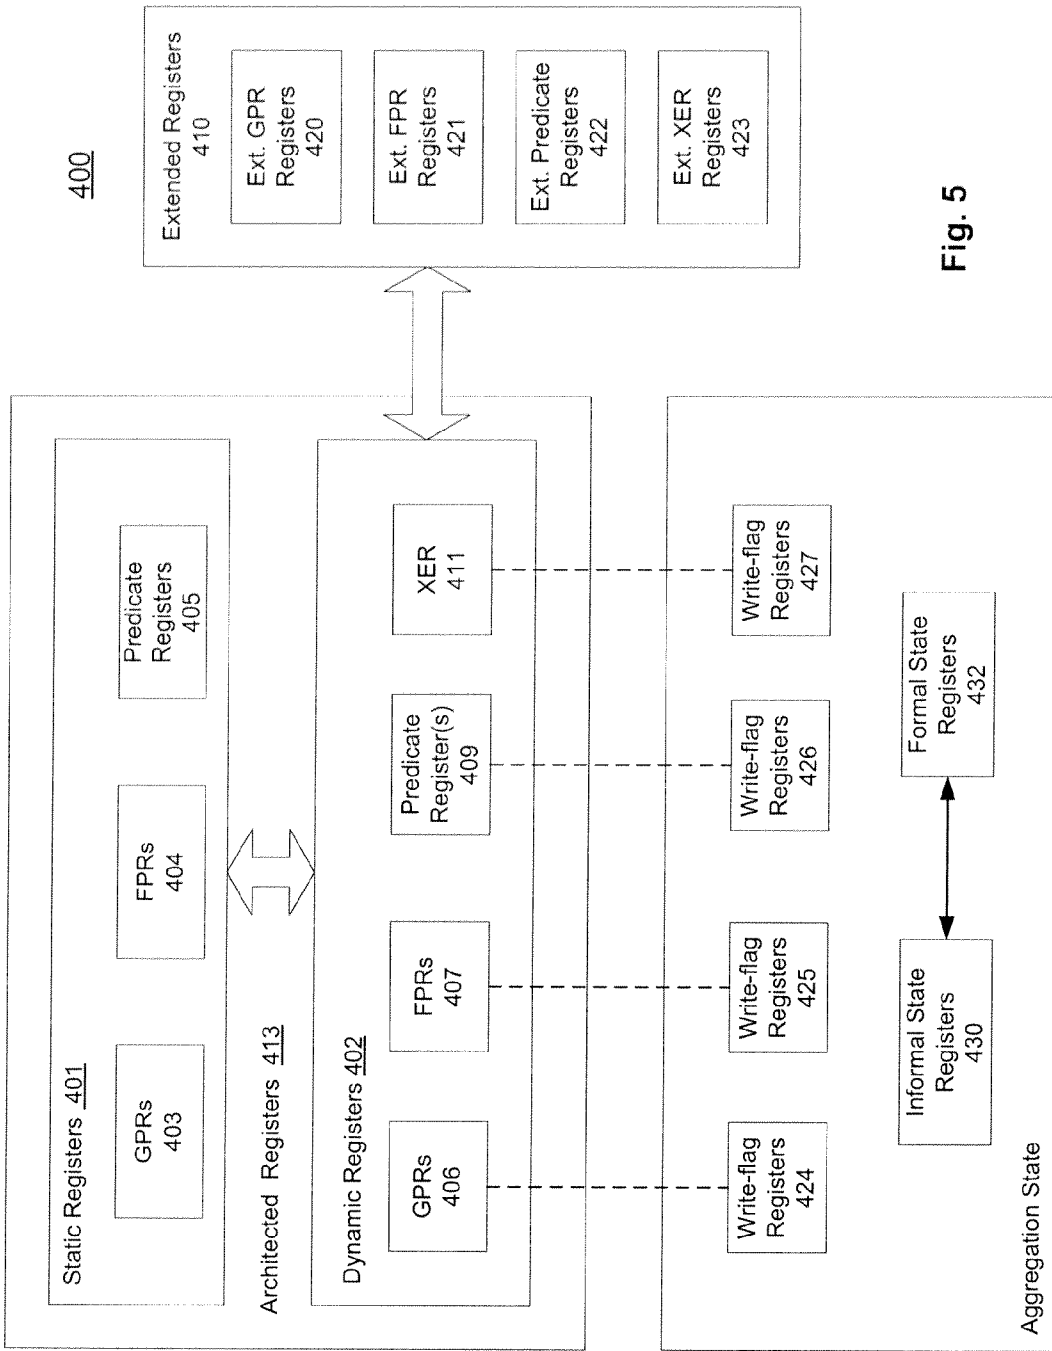 400
Static Registers 401
GPRs
403
FPRs
404
Predicate
Registers
405
Architected Registers 413
Dynamic Registers 402
GPRs
406
FPRs
407
Predicate
Register(s)
409
XER
411
Extended Registers
410
Ext. GPR
Registers
420
Ext. FPR
Registers
421
Ext. Predicate
Registers
422
Ext. XER
Registers
423
Write-flag
Registers
424
Write-flag
Registers
425
Write-flag
Registers
426
Write-flag
Registers
427
Informal State
Registers
430
Formal State
Registers
432
Aggregation State
Fig. 5